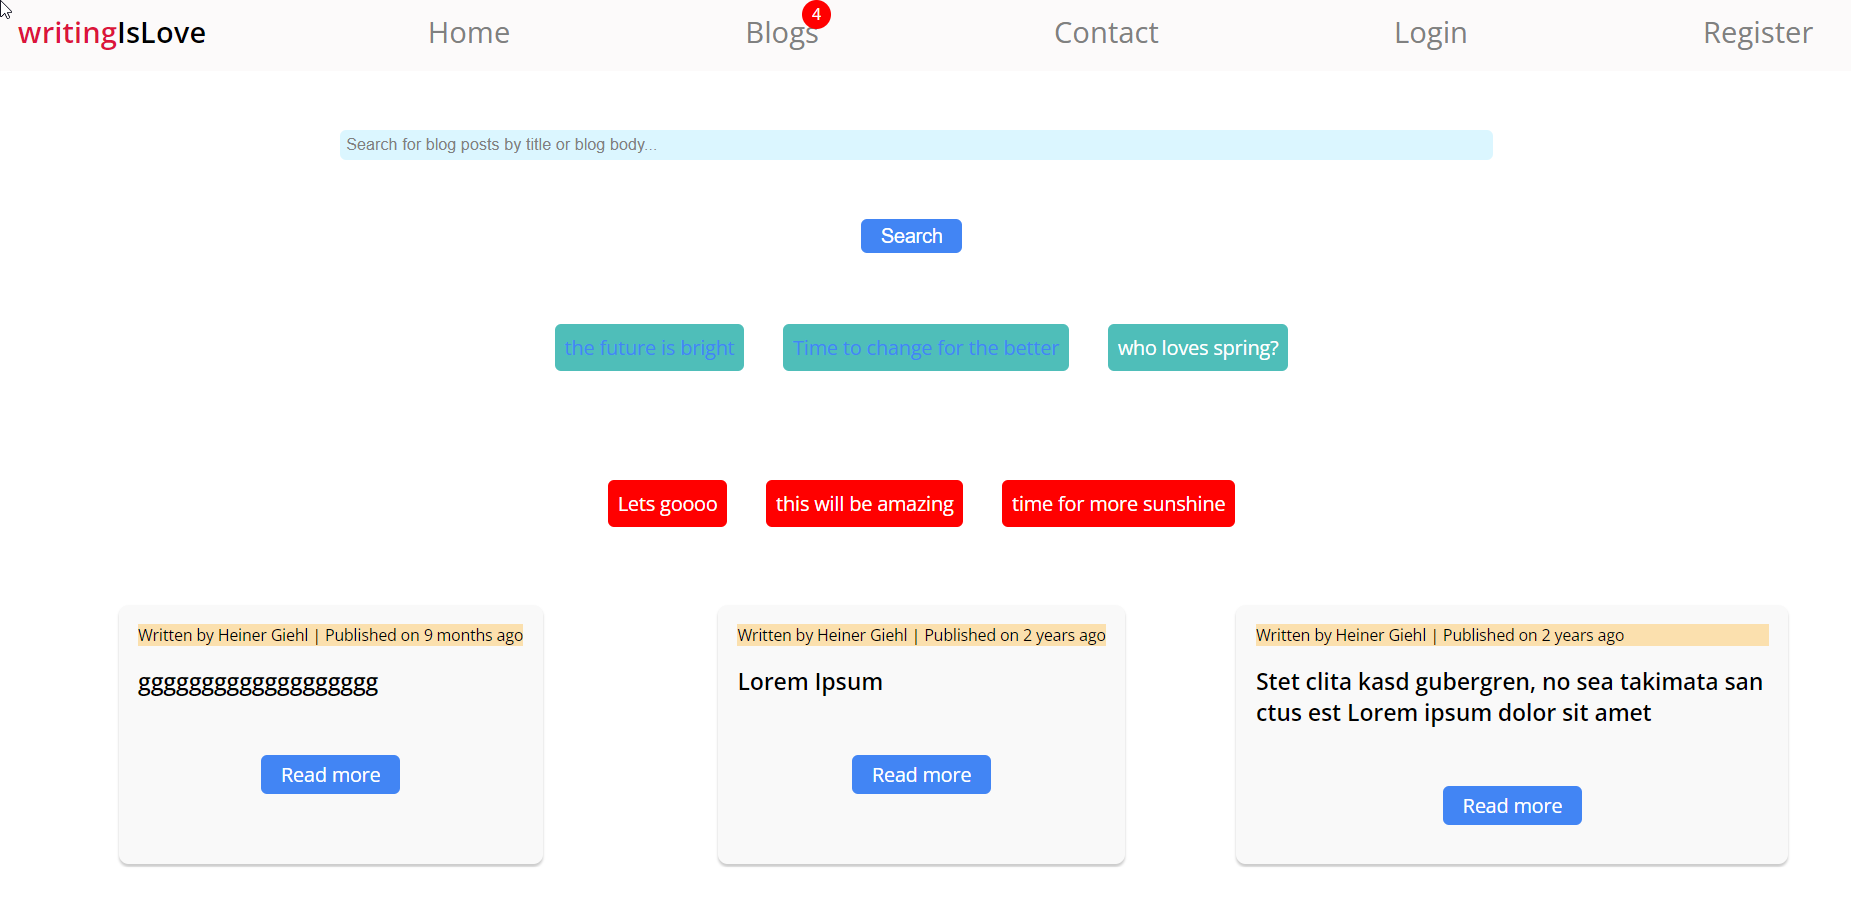 writingIsLove Home Blogs 4 Contact Login Register
Search for blog posts by title or blog body...
Search
the future is bright Time to change for the better who loves spring?
Lets goooo this will be amazing time for more sunshine
Written by Heiner Giehl | Published on 9 months ago
ggggggggggggggggggg
Read more
Written by Heiner Giehl | Published on 2 years ago
Lorem Ipsum
Read more
Written by Heiner Giehl | Published on 2 years ago
Stet clita kasd gubergren, no sea takimata san
ctus est Lorem ipsum dolor sit amet
Read more